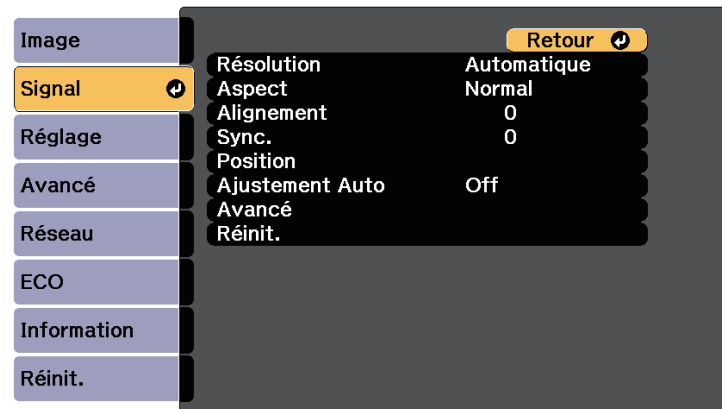 Image
Signal
Réglage
Avancé
Réseau
ECO
Information
Réinit.
Retour
Résolution Automatique
Aspect Normal
Alignement 0
Sync. 0
Position
Ajustement Auto Off
Avancé
Réinit.